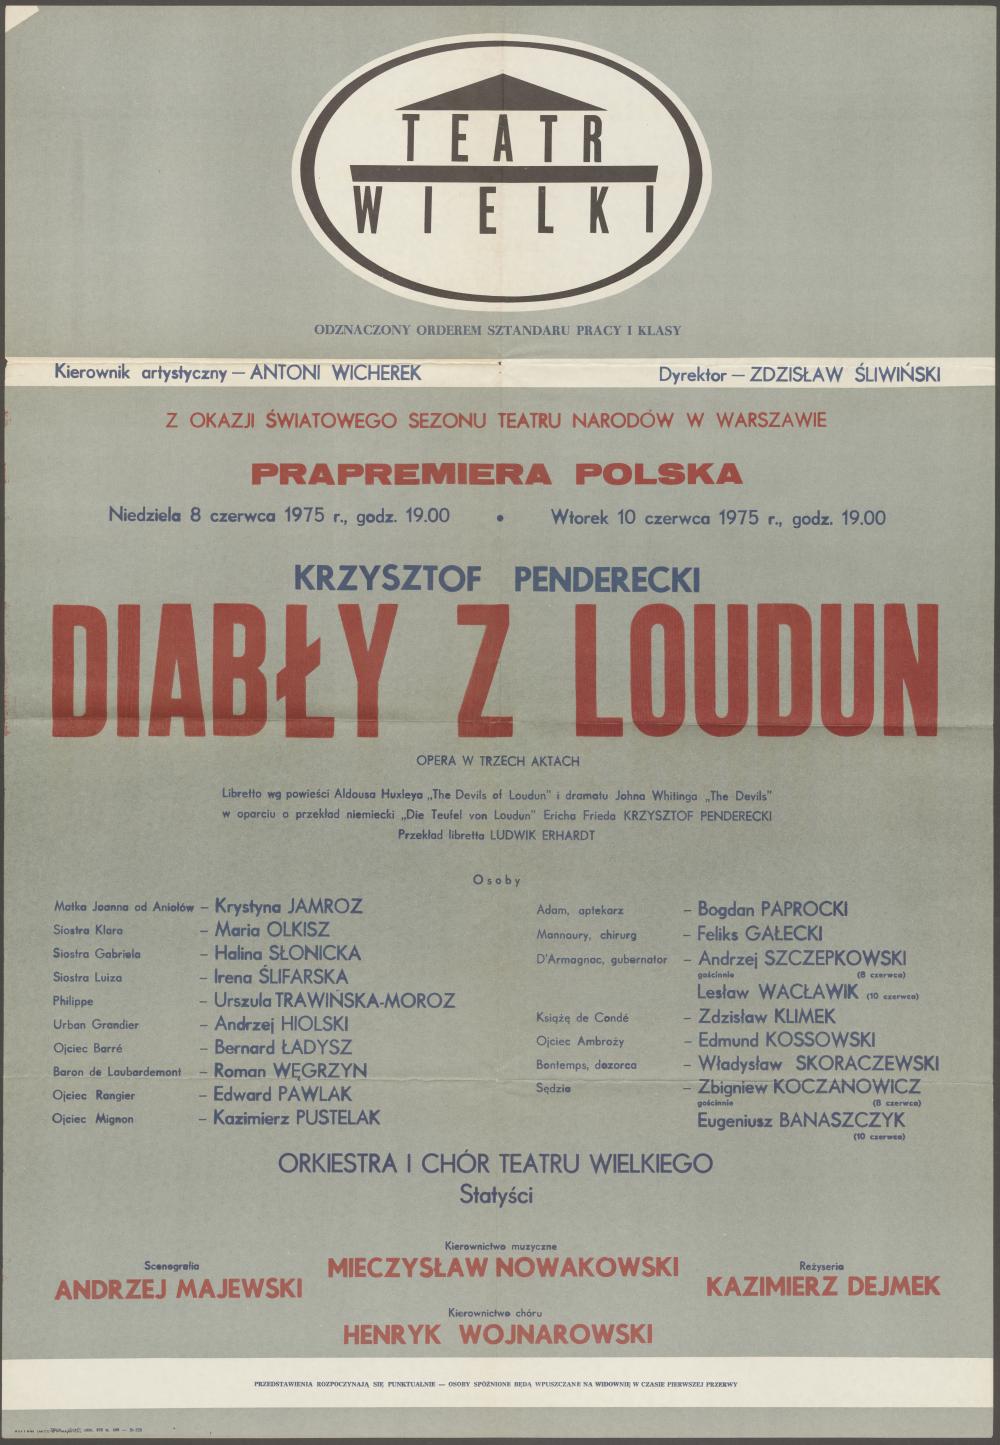 TEATR
WIELKI
ODZNACZONY ORDEREM SZTANDARU PRACY I KLASY
Kierownik artystyczny — ANTONI WICHEREK
Dyrektor — ZDZISŁAW ŚLIWIŃSKI
Z OKAZJI ŚWIATOWEGO SEZONU TEATRU NARODÓW W WARSZAWIE
PRAPREMIERA POLSKA
Niedziela 8 czerwca 1975 r., godz. 19.00 • Wtorek 10 czerwca 1975 r., godz. 19.00
KRZYSZTOF PENDERECKI
DIABŁY Z LOUDUN
OPERA W TRZECH AKTACH
Libretto wg powieści Aldousa Huxleya „The Devils of Loudun" i dramatu Johna Whitinga „The Devils"
w oparciu o przekład niemiecki „Die Teufel von Loudun" Ericha Frieda KRZYSZTOF PENDERECKI
Przekład libretta LUDWIK ERHARDT
Osoby
Matka Joanna od Aniołów – Krystyna JAMROZ
Siostra Klara – Maria OLKISZ
Siostra Gabriela – Halina SŁONICKA
Siostra Luiza – Irena ŚLIFARSKA
Philippe – Urszula TRAWIŃSKA-MOROZ
Urban Grandier – Andrzej HIOLSKI
Ojciec Barré – Bernard ŁADYSZ
Baron de Laubardemont – Roman WĘGRZYN
Ojciec Rangier – Edward PAWLAK
Ojciec Mignon – Kazimierz PUSTELAK
Adam, aptekarz – Bogdan PAPROCKI
Mannoury, chirurg – Feliks GAŁECKI
D'Armagnac, gubernator – Andrzej SZCZEPKOWSKI
gościnnie (8 czerwca)
Lesław WACŁAWIK (10 czerwca)
Książę de Condé – Zdzisław KLIMEK
Ojciec Ambroży – Edmund KOSSOWSKI
Bontemps, dozorca – Władysław SKORACZEWSKI
Sędzia – Zbigniew KOCZANOWICZ
gościnnie (8 czerwca)
Eugeniusz BANASZCZYK
(10 czerwca)
ORKIESTRA I CHÓR TEATRU WIELKIEGO
Statyści
Kierownictwo muzyczne
MIECZYSŁAW NOWAKOWSKI
Scenografia
ANDRZEJ MAJEWSKI
Reżyseria
KAZIMIERZ DEJMEK
Kierownictwo chóru
HENRYK WOJNAROWSKI
PRZEDSTAWIENIA ROZPOCZYNAJĄ SIĘ PUNKTUALNIE — OSOBY SPÓŹNIONE BĘDĄ WPUSZCZANE NA WIDOWNIĘ W CZASIE PIERWSZEJ PRZERWY